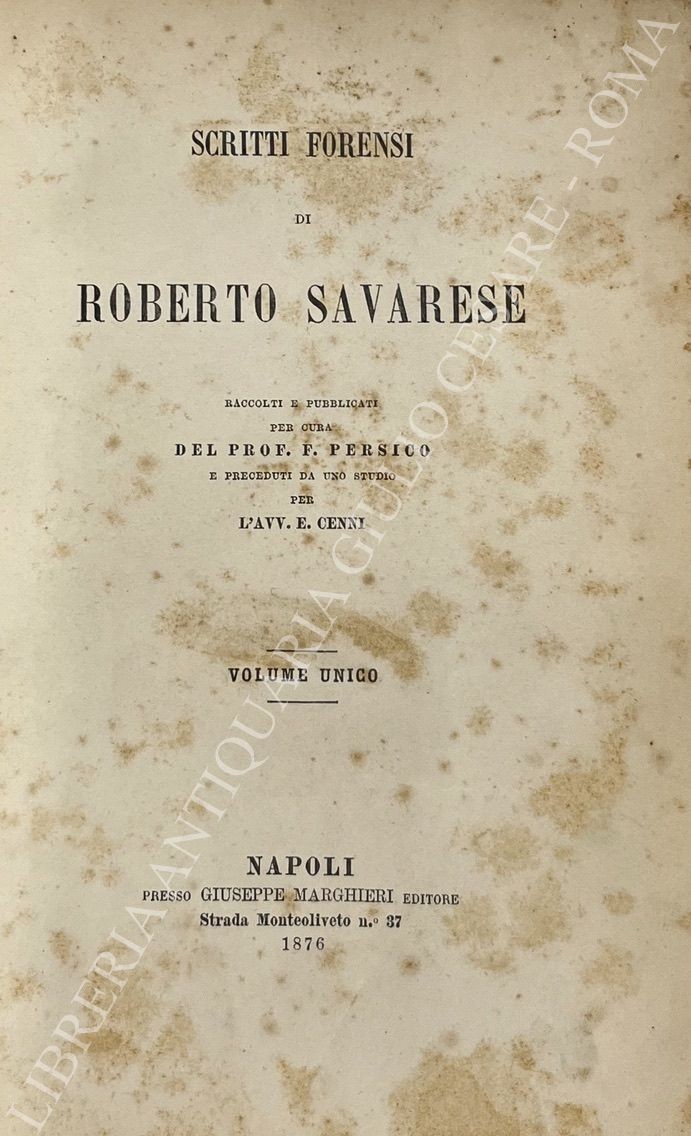 SCRITTI FORENSI
DI
ROBERTO SAVARESE
RACCOLTI E PUBBLICATI
PER CURA
DEL PROF. F. PERSICO
E PRECEDUTI DA UNO STUDIO
PER
L'AVV. E. CENNI
VOLUME UNICO
NAPOLI
PRESSO GIUSEPPE MARGHIERI EDITORE
Strada Monteoliveto n.º 37
1876
LIBRERIA ANTIQUARIA GIULIO CESARE - ROMA